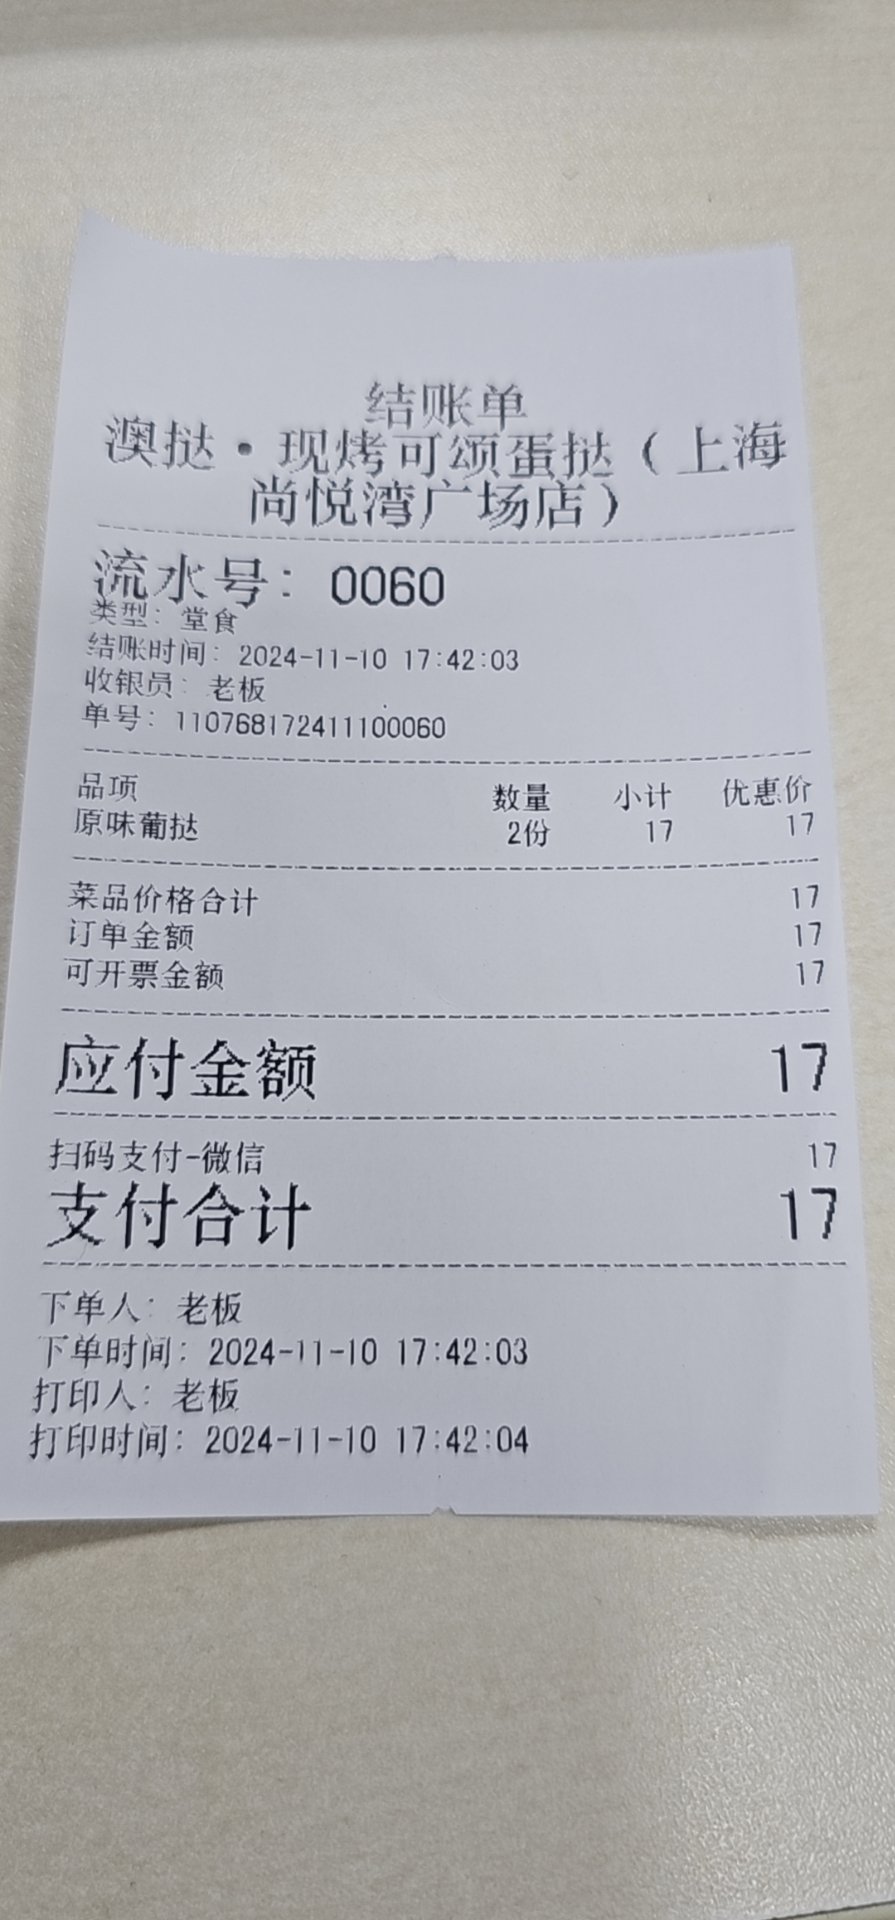 结账单
澳挞·现烤可颂蛋挞（上海
尚悦湾广场店）
流水号：0060
类型：堂食
结账时间：2024-11-10 17:42:03
收银员：老板
单号：110768172411100060
品项 数量 小计 优惠价
原味葡挞 2份 17 17
菜品价格合计 17
订单金额 17
可开票金额 17
应付金额 17
扫码支付-微信 17
支付合计 17
下单人：老板
下单时间：2024-11-10 17:42:03
打印人：老板
打印时间：2024-11-10 17:42:04